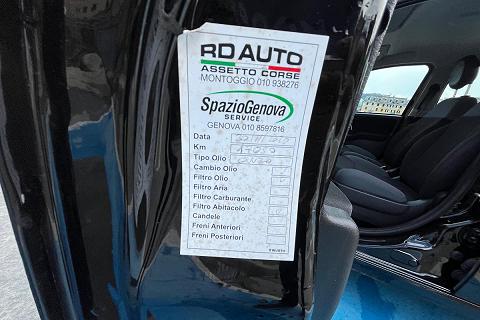 RD AUTO
ASSETTO CORSE
MONTOGGIO 010 938276
SpazioGenova
SERVICE
GENOVA 010 8597816
Data
Km
Tipo Olio
Cambio Olio
Filtro Olio
Filtro Aria
Filtro Carburante
Filtro Abitacolo
Candele
Freni Anteriori
Freni Posteriori